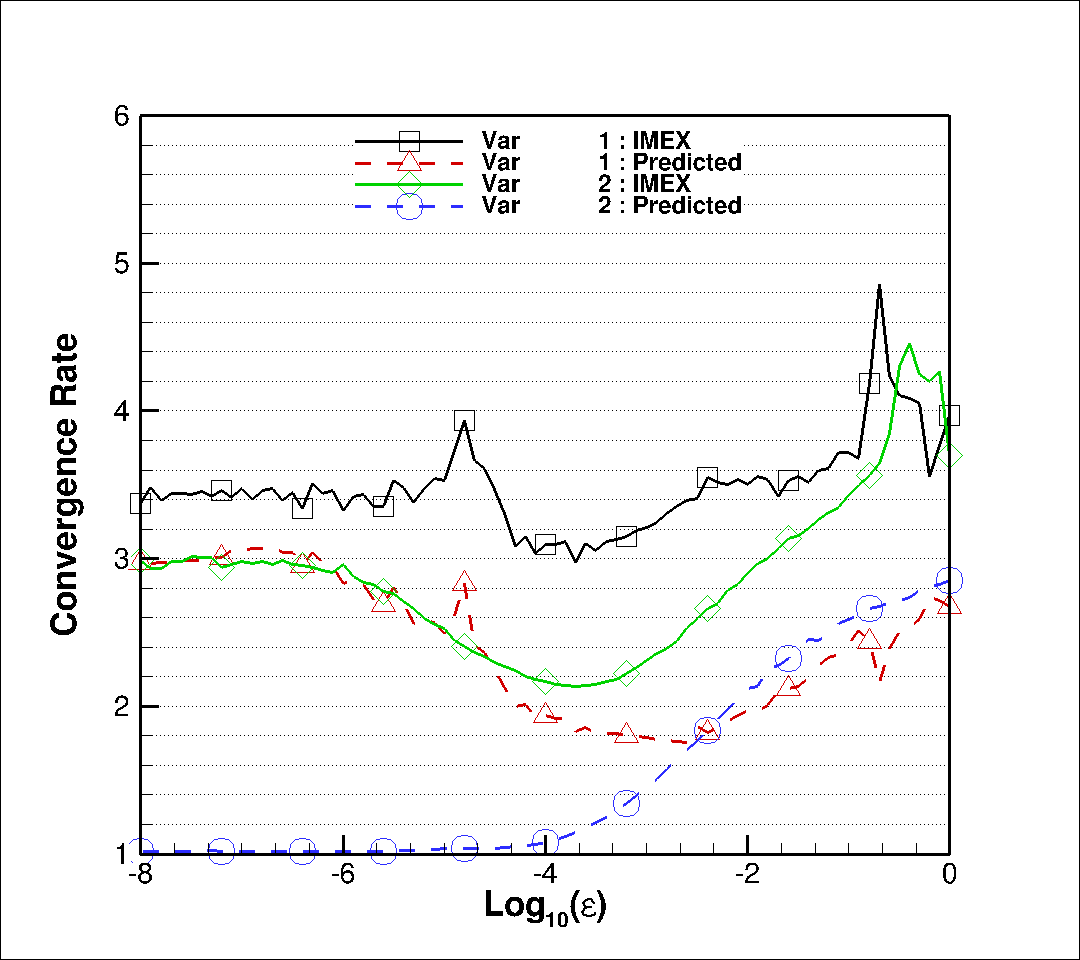 6
Var 1 : IMEX
Var 1 : Predicted
Var 2 : IMEX
Var 2 : Predicted
5
4
3
2
1
Convergence Rate
-8 -6 -4 -2 0
Log10(ε)